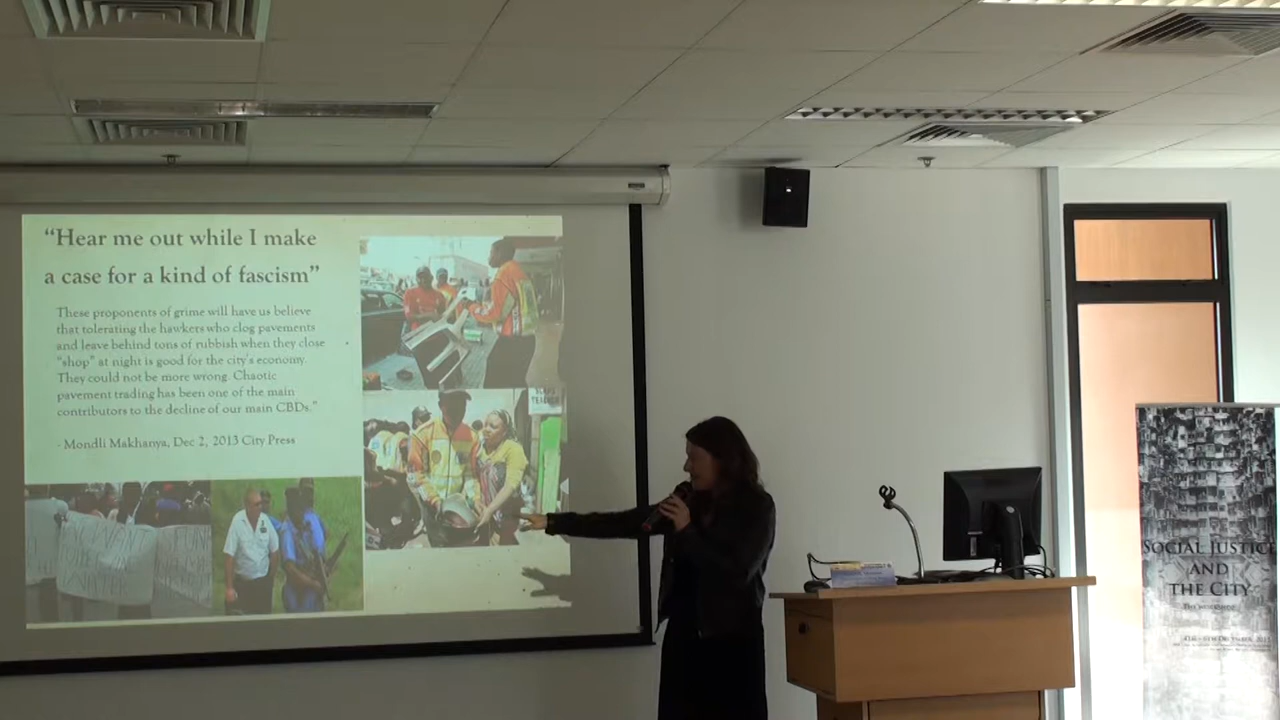 “Hear me out while I make
a case for a kind of fascism”
These proponents of grime will have us believe
that tolerating the hawkers who clog pavements
and leave behind tons of rubbish when they close
“shop” at night is good for the city's economy.
They could not be more wrong. Chaotic
pavement trading has been one of the main
contributors to the decline of our main CBDs.”
- Mondli Makhanya, Dec 2, 2013 City Press
Social Justice
and
the City
The Workshop